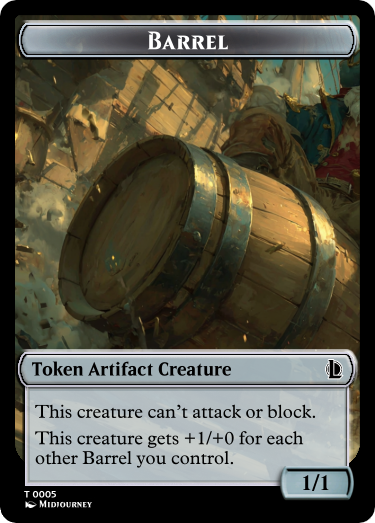 Barrel
Token Artifact Creature
This creature can't attack or block.
This creature gets +1/+0 for each
other Barrel you control.
1/1
T 0005
Midjourney